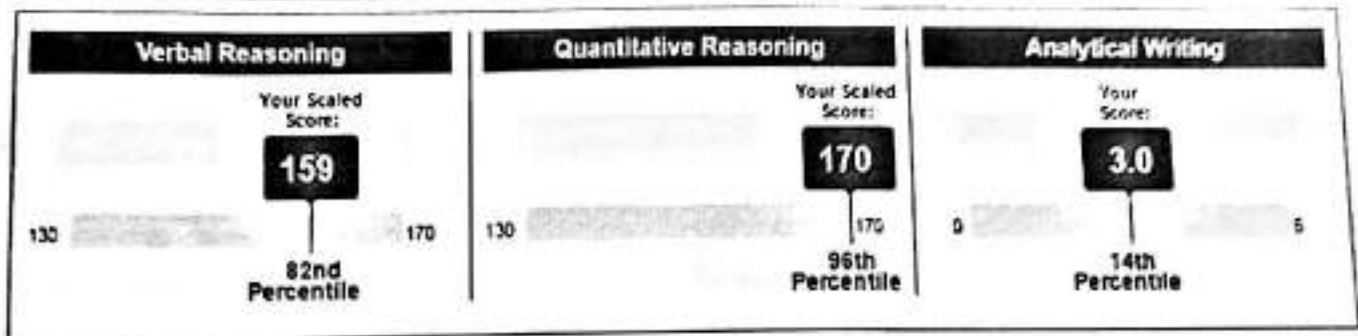 Verbal Reasoning
Your Scaled
Score:
159
130
170
82nd
Percentile
Quantitative Reasoning
Your Scaled
Score:
170
130
170
96th
Percentile
Analytical Writing
Your
Score:
3.0
0
6
14th
Percentile